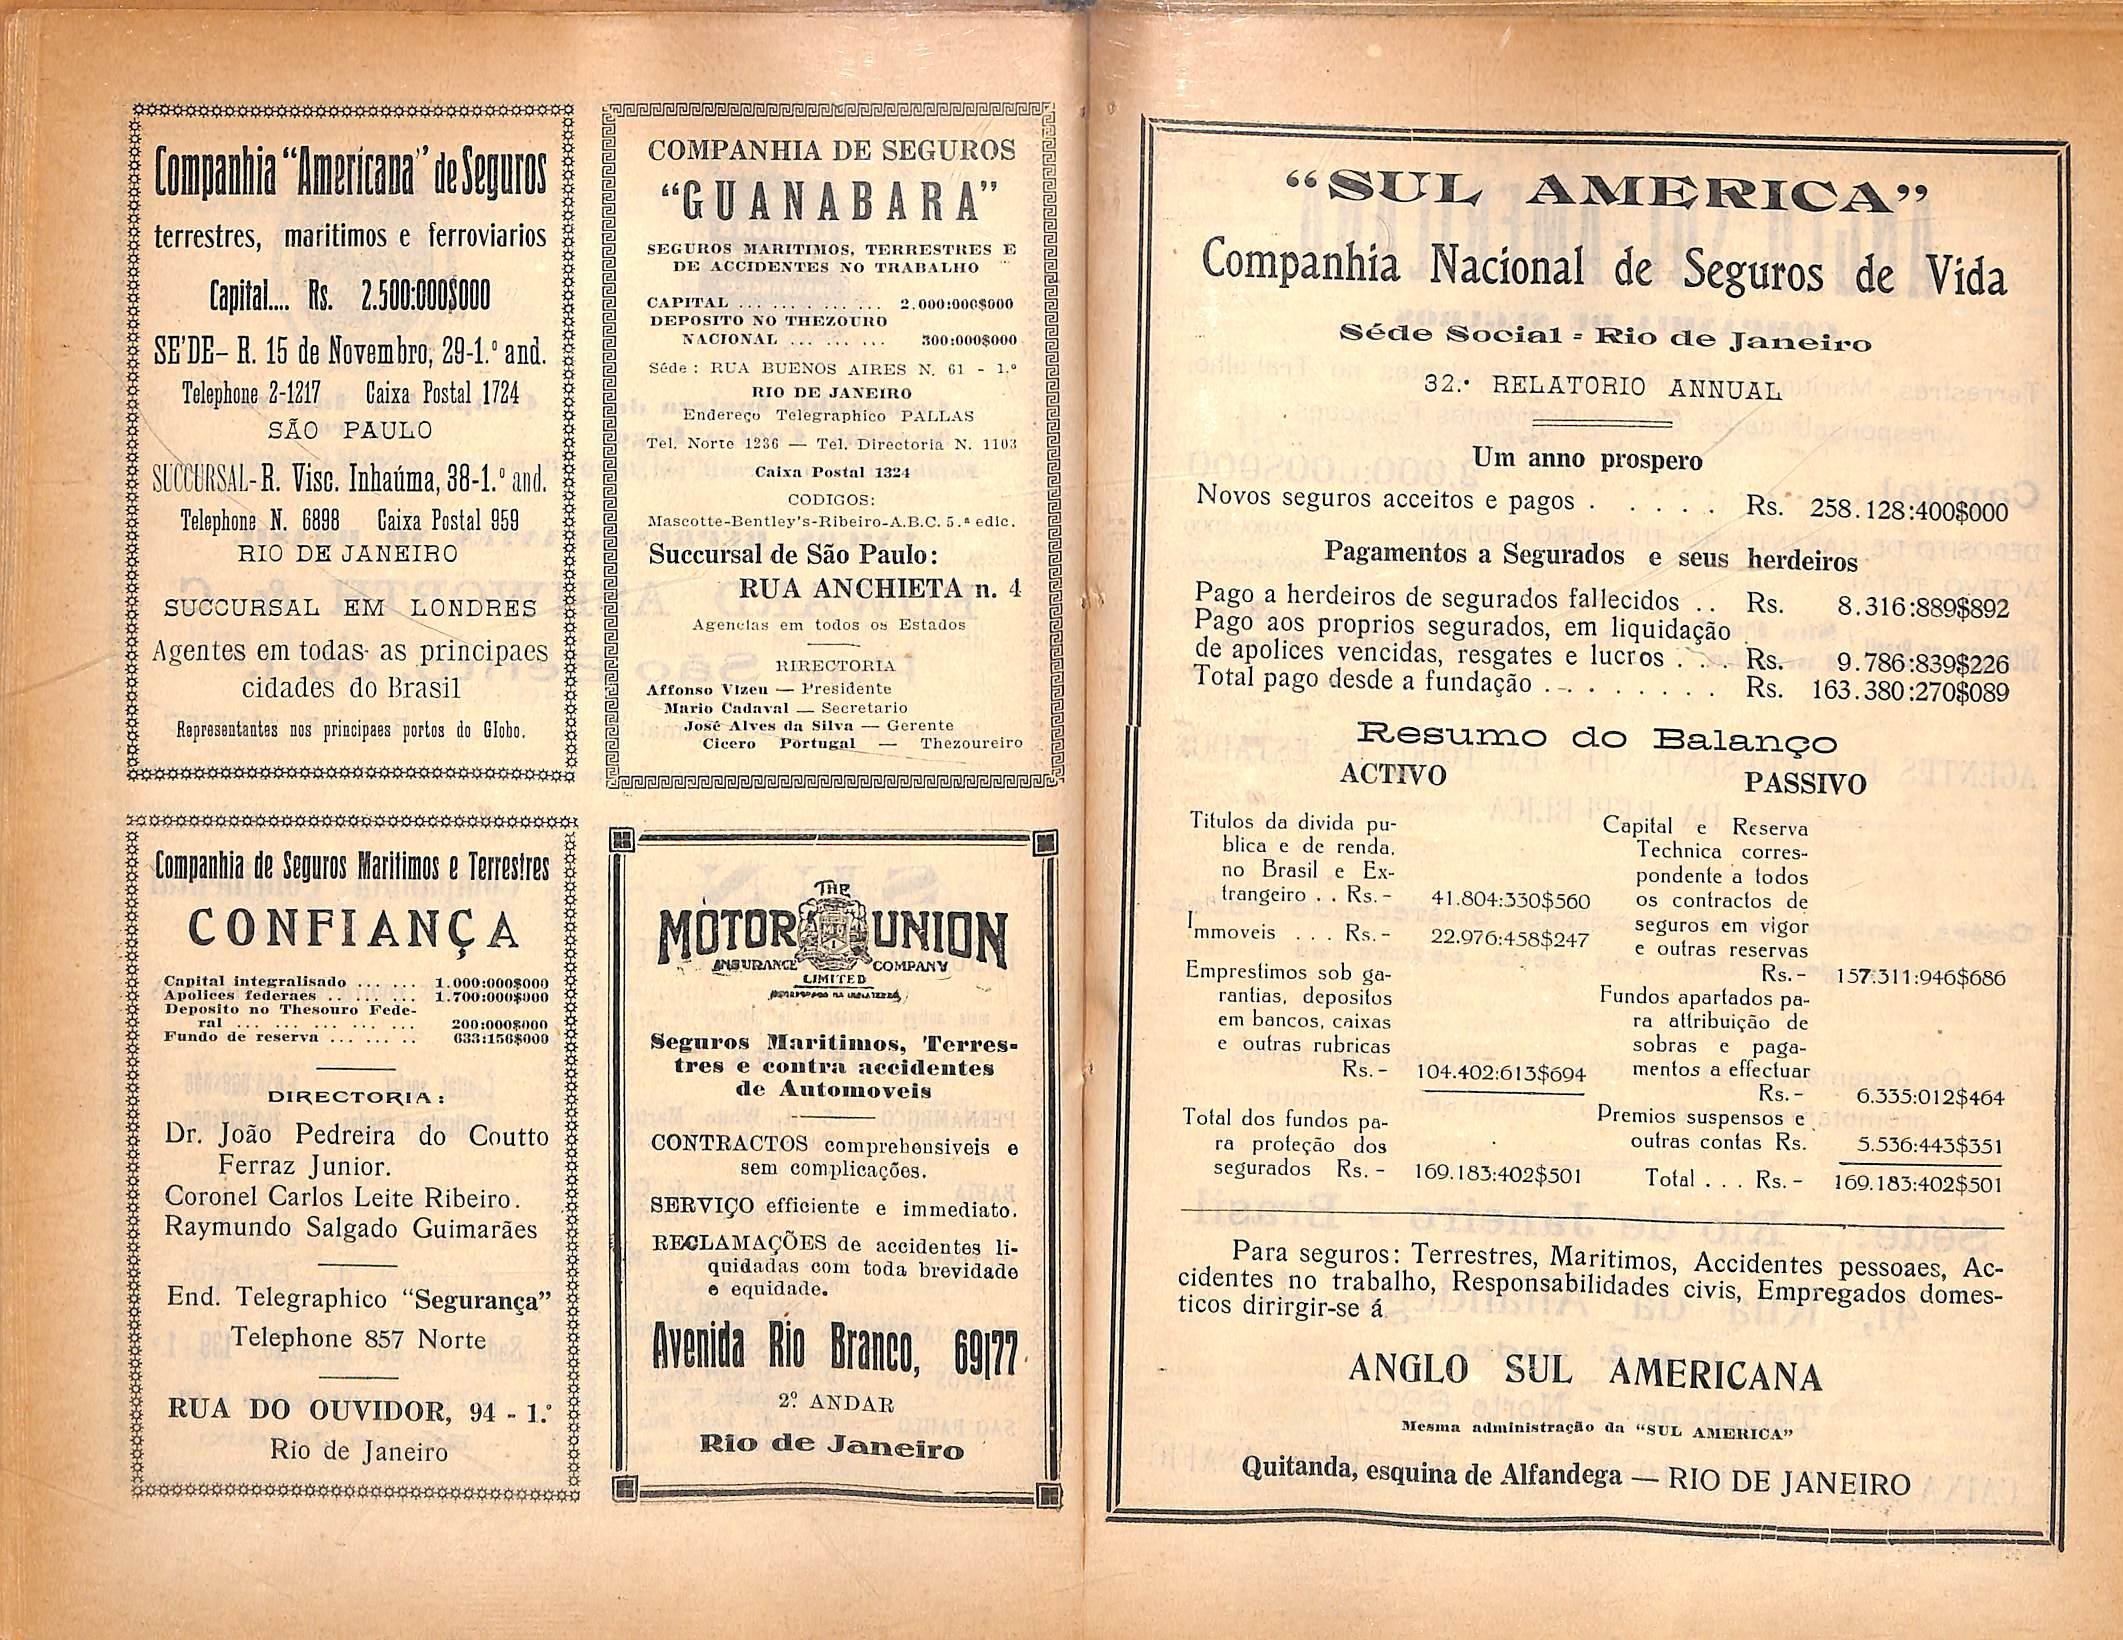 Companhia "Americana" de Seguros
terrestres, maritimos e ferroviarios
Capital.... Rs. 2.500:000$000
SE'DE- R. 15 de Novembro, 29-1.º and.
Telephone 2-1217 Caixa Postal 1724
SÃO PAULO
SUCCURSAL- R. Visc. Inhaúma, 38-1.º and.
Telephone N. 6898 Caixa Postal 959
RIO DE JANEIRO
SUCCURSAL EM LONDRES
Agentes em todas as principaes
cidades do Brasil
Representantes nos principaes portos do Globo.
COMPANHIA DE SEGUROS
"GUANABARA"
SEGUROS MARITIMOS, TERRESTRES E
DE ACCIDENTES NO TRABALHO
CAPITAL ... ... ... ... ... 2.000:000$000
DEPOSITO NO THEZOURO
NACIONAL ... ... ... 300:000$000
Séde : RUA BUENOS AIRES N. 61 - 1.º
RIO DE JANEIRO
Endereço Telegraphico PALLAS
Tel. Norte 1236 — Tel. Directoria N. 1103
Caixa Postal 1324
CODIGOS:
Mascotte-Bentley's-Ribeiro-A.B.C. 5.ª edic.
Succursal de São Paulo:
RUA ANCHIETA n. 4
Agencias em todos os Estados
RIRECTORIA
Affonso Vizeu — Presidente
Mario Cadaval — Secretario
José Alves da Silva — Gerente
Cicero Portugal — Thezoureiro
Companhia de Seguros Maritimos e Terrestres
CONFIANÇA
Capital integralisado ... ... 1.000:000$000
Apolices federaes .. ... ... 1.700:000$000
Deposito no Thesouro Fede-
ral ... ... ... ... ... 200:000$000
Fundo de reserva ... ... .. 633:156$000
DIRECTORIA:
Dr. João Pedreira do Coutto
Ferraz Junior.
Coronel Carlos Leite Ribeiro.
Raymundo Salgado Guimarães
End. Telegraphico "Segurança"
Telephone 857 Norte
RUA DO OUVIDOR, 94 - 1.º
Rio de Janeiro
THE
MOTOR UNION
INSURANCE COMPANY
LIMITED
Seguros Maritimos, Terres-
tres e contra accidentes
de Automoveis
CONTRACTOS comprehensiveis e
sem complicações.
SERVIÇO efficiente e immediato.
RECLAMAÇÕES de accidentes li-
quidadas com toda brevidade
e equidade.
Avenida Rio Branco, 69|77
2º ANDAR
Rio de Janeiro
"SUL AMERICA"
Companhia Nacional de Seguros de Vida
Séde Social = Rio de Janeiro
32.º RELATORIO ANNUAL
Um anno prospero
Novos seguros acceitos e pagos . . . . . Rs. 258.128:400$000
Pagamentos a Segurados e seus herdeiros
Pago a herdeiros de segurados fallecidos .. Rs. 8.316:889$892
Pago aos proprios segurados, em liquidação
de apolices vencidas, resgates e lucros . . . . Rs. 9.786:839$226
Total pago desde a fundação . . . . . . . . Rs. 163.380:270$089
Resumo do Balanço
ACTIVO
Titulos da divida pu-
blica e de renda,
no Brasil e Ex-
trangeiro . . Rs.- 41.804:330$560
Immoveis . . . Rs.- 22.976:458$247
Emprestimos sob ga-
rantias, depositos
em bancos, caixas
e outras rubricas
Rs.- 104.402:613$694
Total dos fundos pa-
ra proteção dos
segurados Rs. - 169.183:402$501
PASSIVO
Capital e Reserva
Technica corres-
pondente a todos
os contractos de
seguros em vigor
e outras reservas
Rs.- 157.311:946$686
Fundos apartados pa-
ra attribuição de
sobras e paga-
mentos a effectuar
Rs.- 6.335:012$464
Premios suspensos e
outras contas Rs. 5.536:443$351
Total . . . Rs.- 169.183:402$501
Para seguros: Terrestres, Maritimos, Accidentes pessoaes, Ac-
cidentes no trabalho, Responsabilidades civis, Empregados domes-
ticos dirirgir-se á
ANGLO SUL AMERICANA
Mesma administração da "SUL AMERICA"
Quitanda, esquina de Alfandega — RIO DE JANEIRO